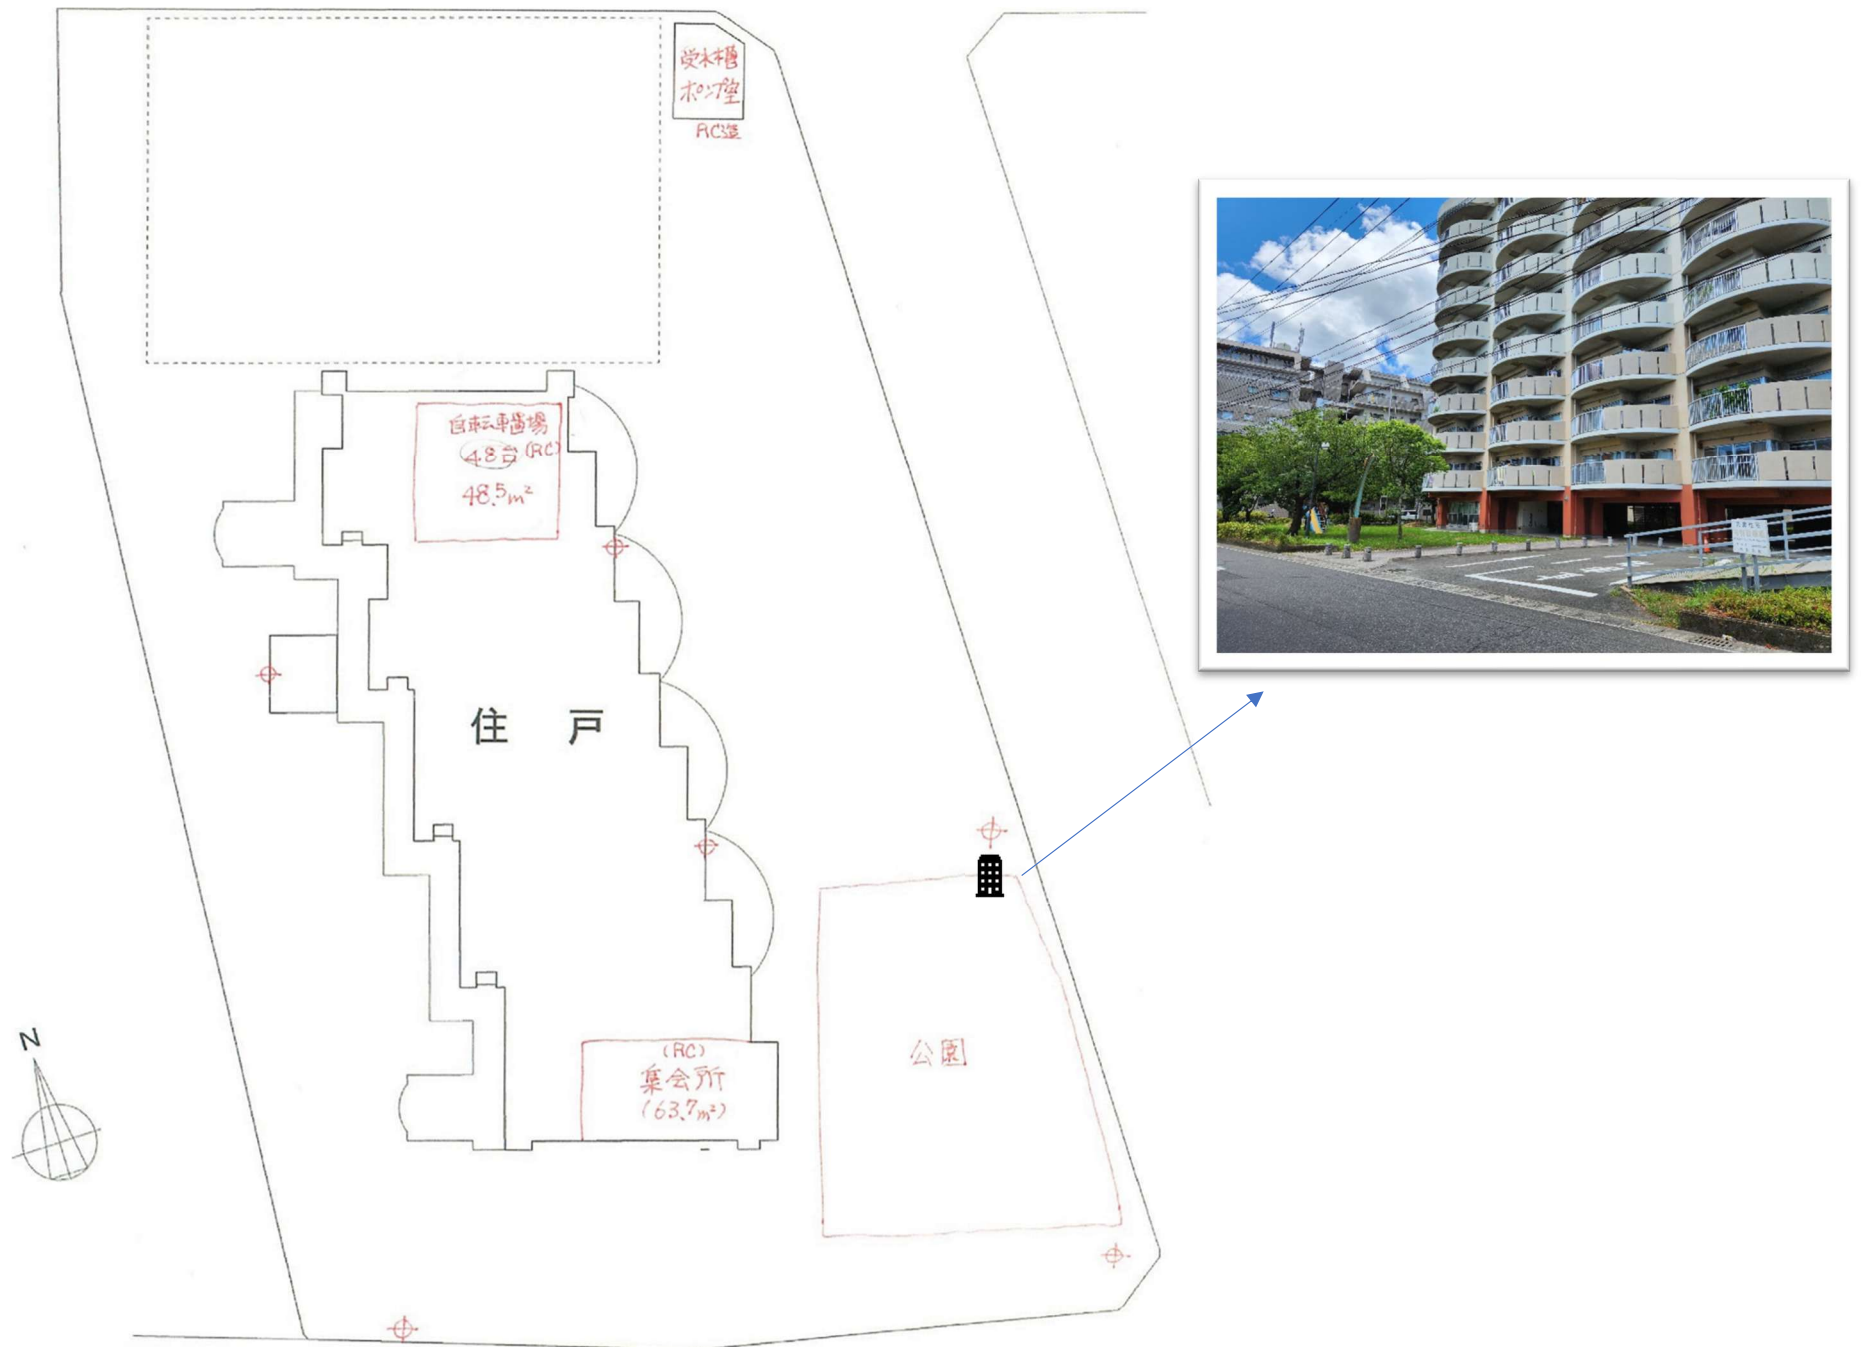 受水槽
ポンプ室
RC造
自転車置場
48台(RC)
48.5m²
住戸
N
(RC)
集会所
(63.7m²)
公園